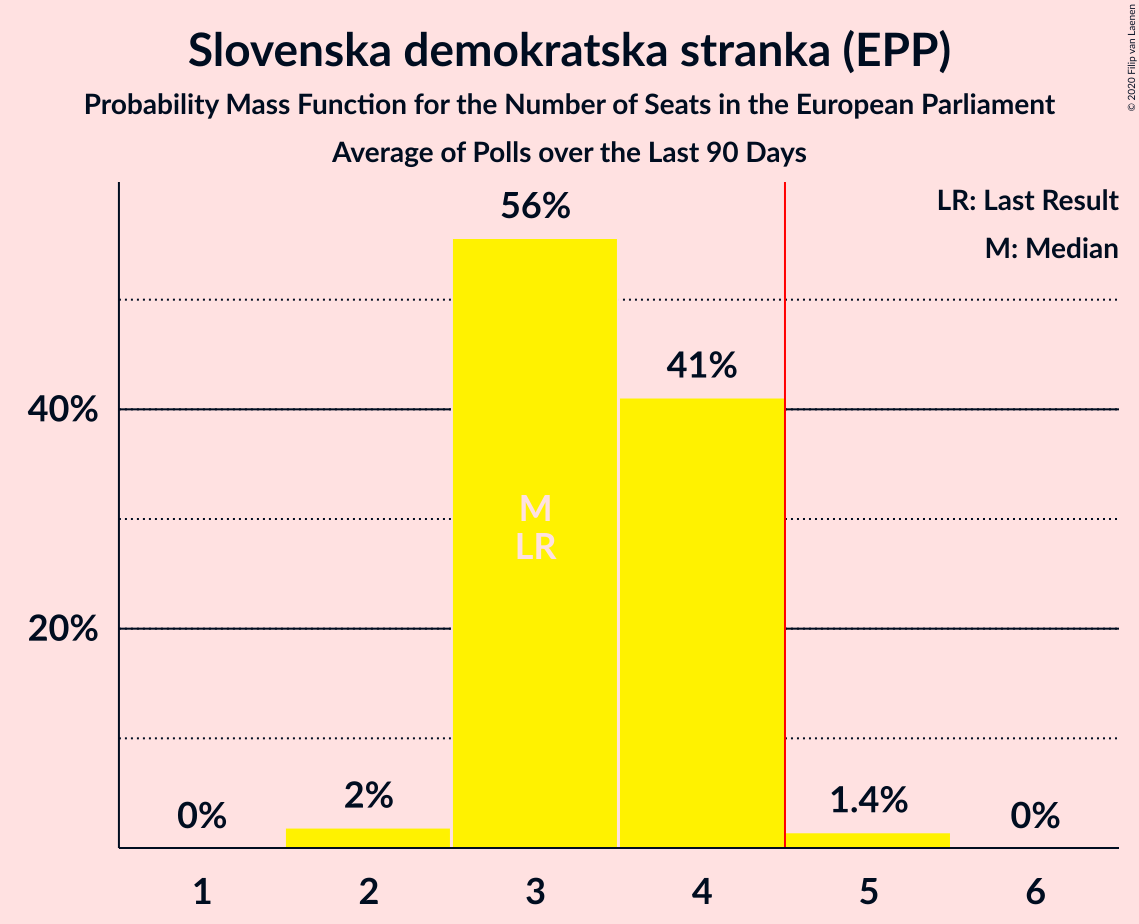 Slovenska demokratska stranka (EPP)
Probability Mass Function for the Number of Seats in the European Parliament
Average of Polls over the Last 90 Days
© 2020 Filip van Laenen
LR: Last Result
M: Median
56%
41%
40%
M
LR
20%
0%
2%
1.4%
0%
1 2 3 4 5 6